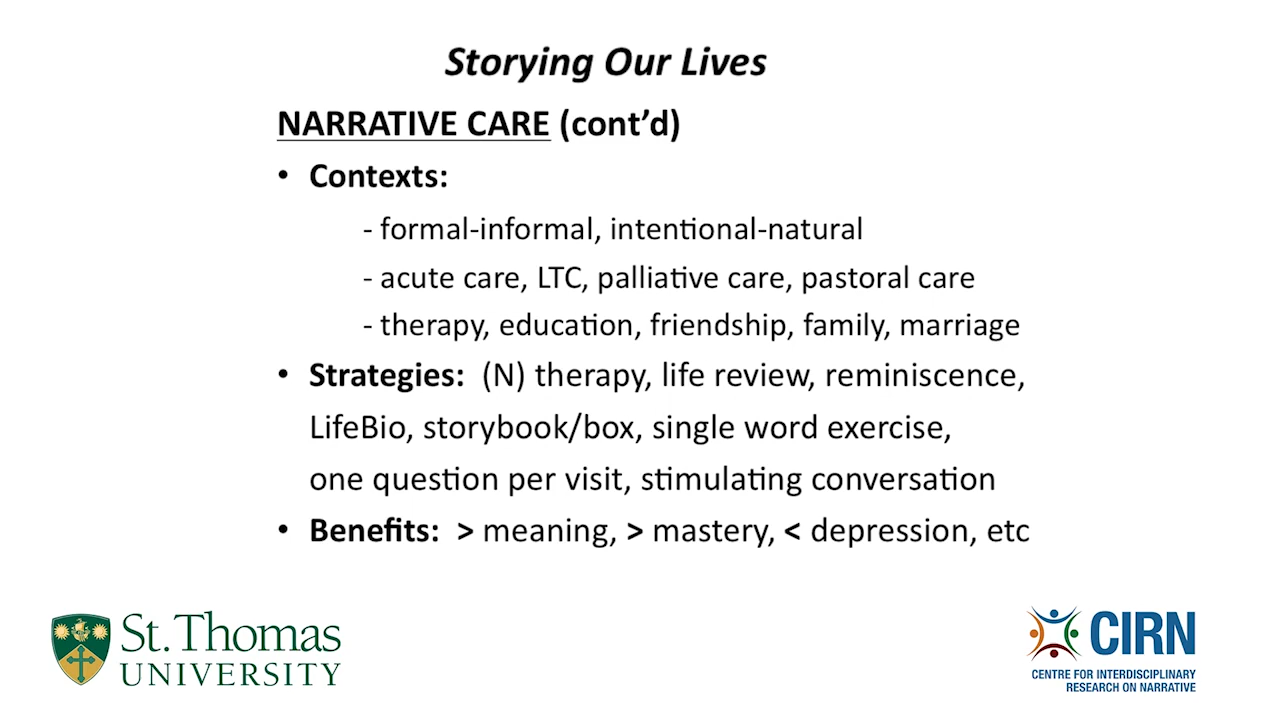 Storying Our Lives
NARRATIVE CARE (cont’d)
• Contexts:
- formal-informal, intentional-natural
- acute care, LTC, palliative care, pastoral care
- therapy, education, friendship, family, marriage
• Strategies: (N) therapy, life review, reminiscence,
LifeBio, storybook/box, single word exercise,
one question per visit, stimulating conversation
• Benefits: > meaning, > mastery, < depression, etc
St. Thomas
UNIVERSITY
CIRN
CENTRE FOR INTERDISCIPLINARY
RESEARCH ON NARRATIVE